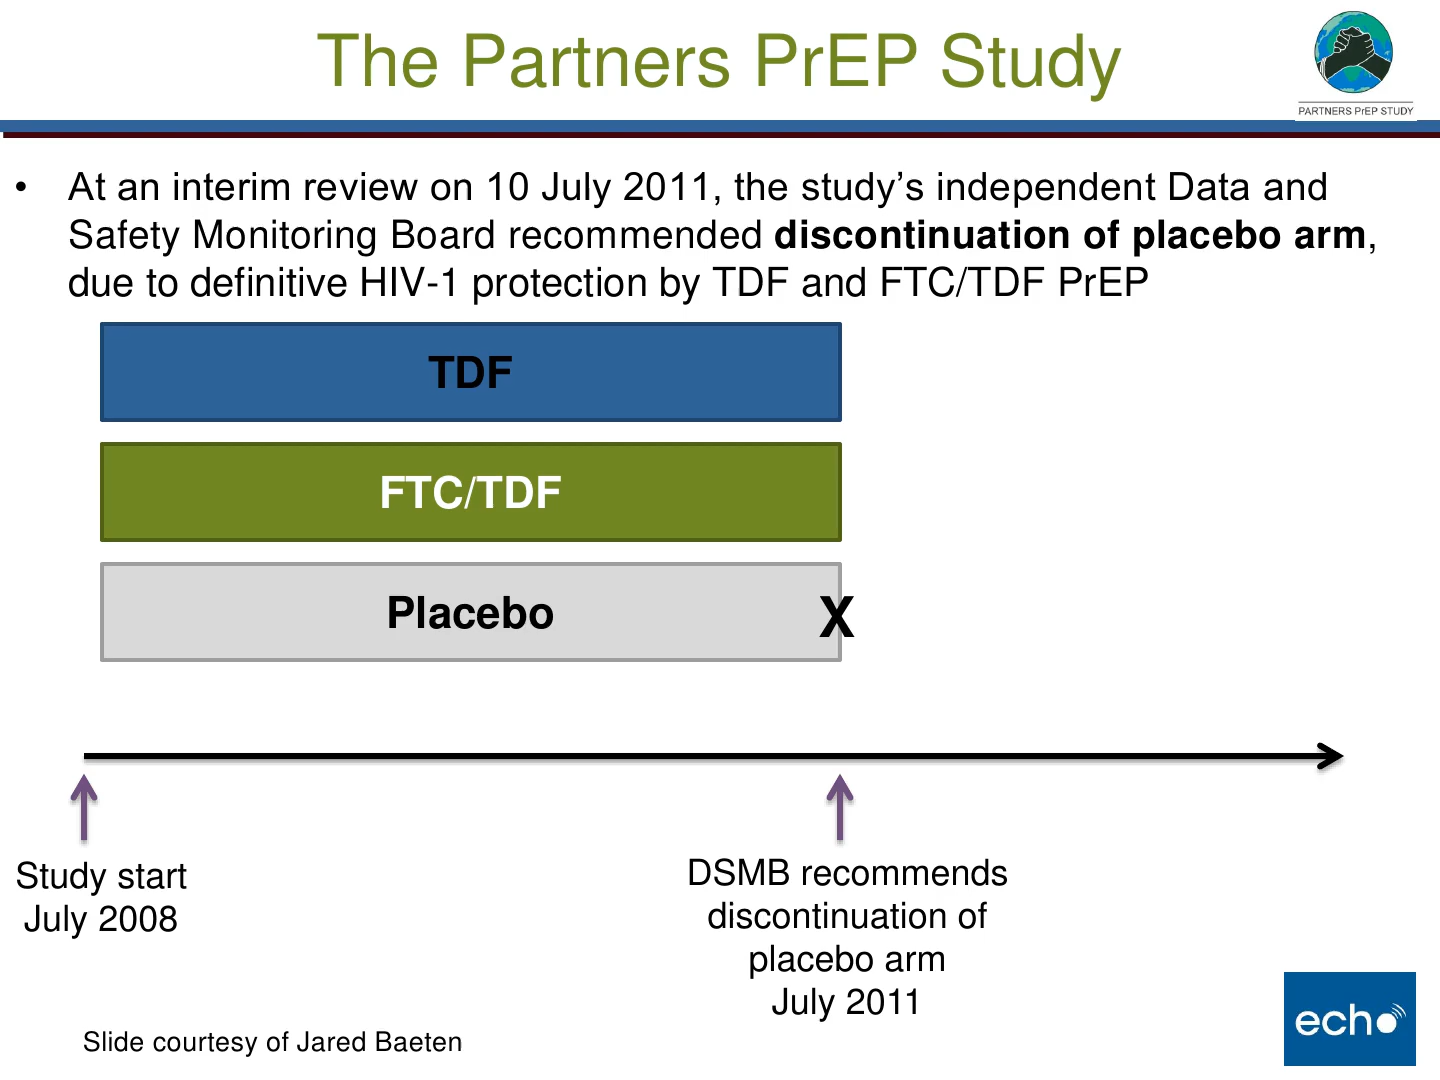 The Partners PrEP Study
PARTNERS PrEP STUDY
• At an interim review on 10 July 2011, the study’s independent Data and
Safety Monitoring Board recommended discontinuation of placebo arm,
due to definitive HIV-1 protection by TDF and FTC/TDF PrEP
TDF
FTC/TDF
Placebo
X
Study start
July 2008
DSMB recommends
discontinuation of
placebo arm
July 2011
Slide courtesy of Jared Baeten
echo